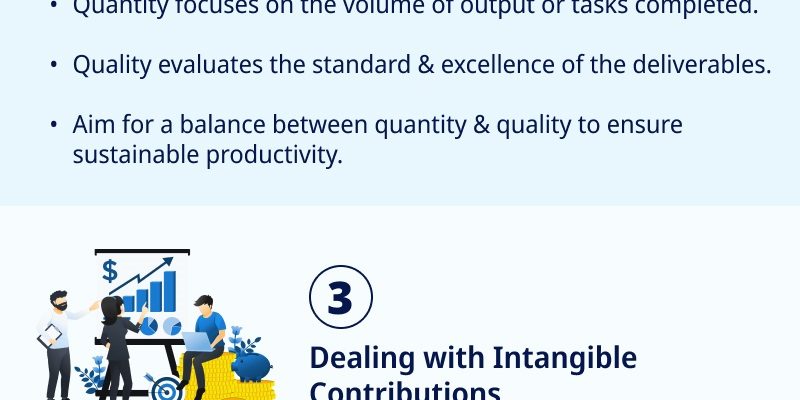 • Quantity focuses on the volume of output or tasks completed.
• Quality evaluates the standard & excellence of the deliverables.
• Aim for a balance between quantity & quality to ensure
sustainable productivity.
$
3
Dealing with Intangible
Contributions